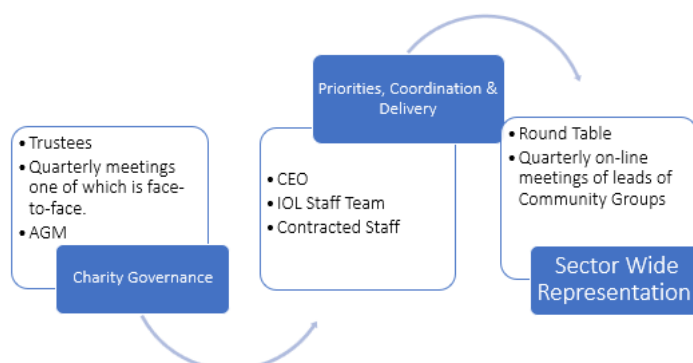 • Trustees
• Quarterly meetings
one of which is face-
to-face.
• AGM
Charity Governance
Priorities, Coordination &
Delivery
• CEO
• IOL Staff Team
• Contracted Staff
• Round Table
• Quarterly on-line
meetings of leads of
Community Groups
Sector Wide
Representation